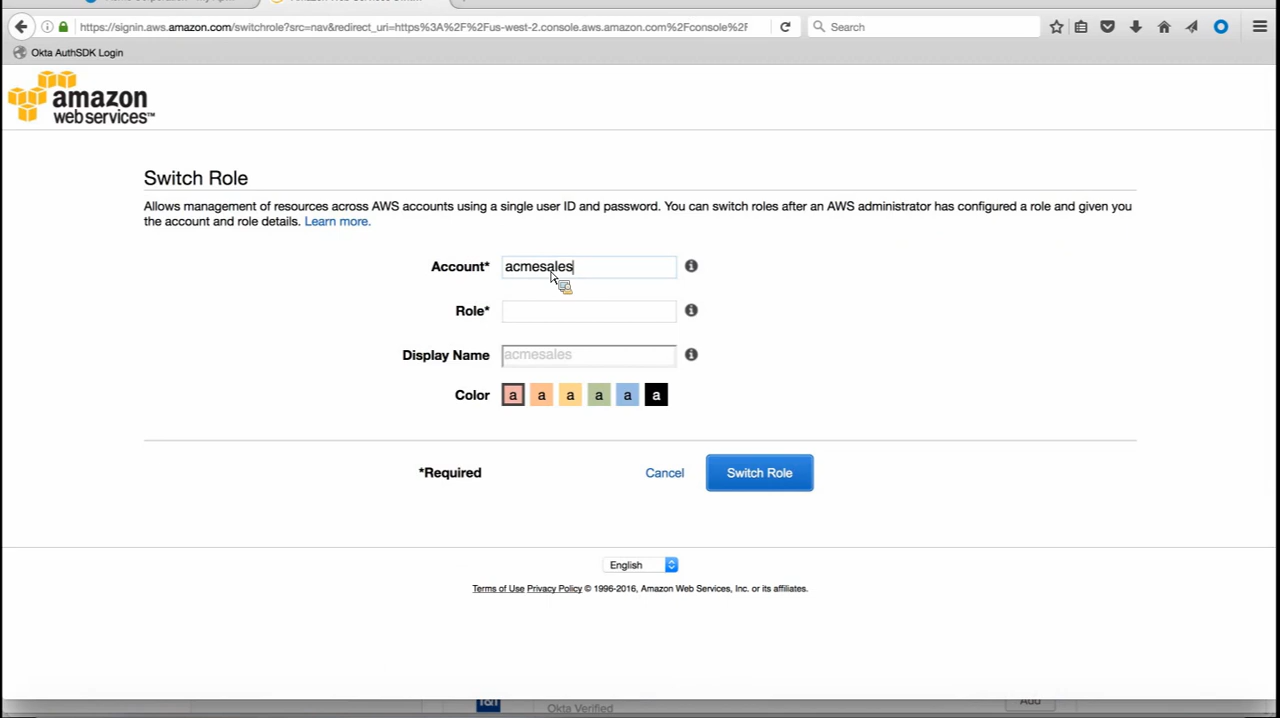 https://signin.aws.amazon.com/switchrole?src=nav&redirect_uri=https%3A%2F%2Fus-west-2.console.aws.amazon.com%2Fconsole%2F
Search
Okta AuthSDK Login
amazon
web services™
Switch Role
Allows management of resources across AWS accounts using a single user ID and password. You can switch roles after an AWS administrator has configured a role and given you
the account and role details. Learn more.
Account* acmesales
Role*
Display Name acmesales
Color a a a a a a
*Required Cancel Switch Role
English
Terms of Use Privacy Policy © 1996-2016, Amazon Web Services, Inc. or its affiliates.
Okta Verified Add